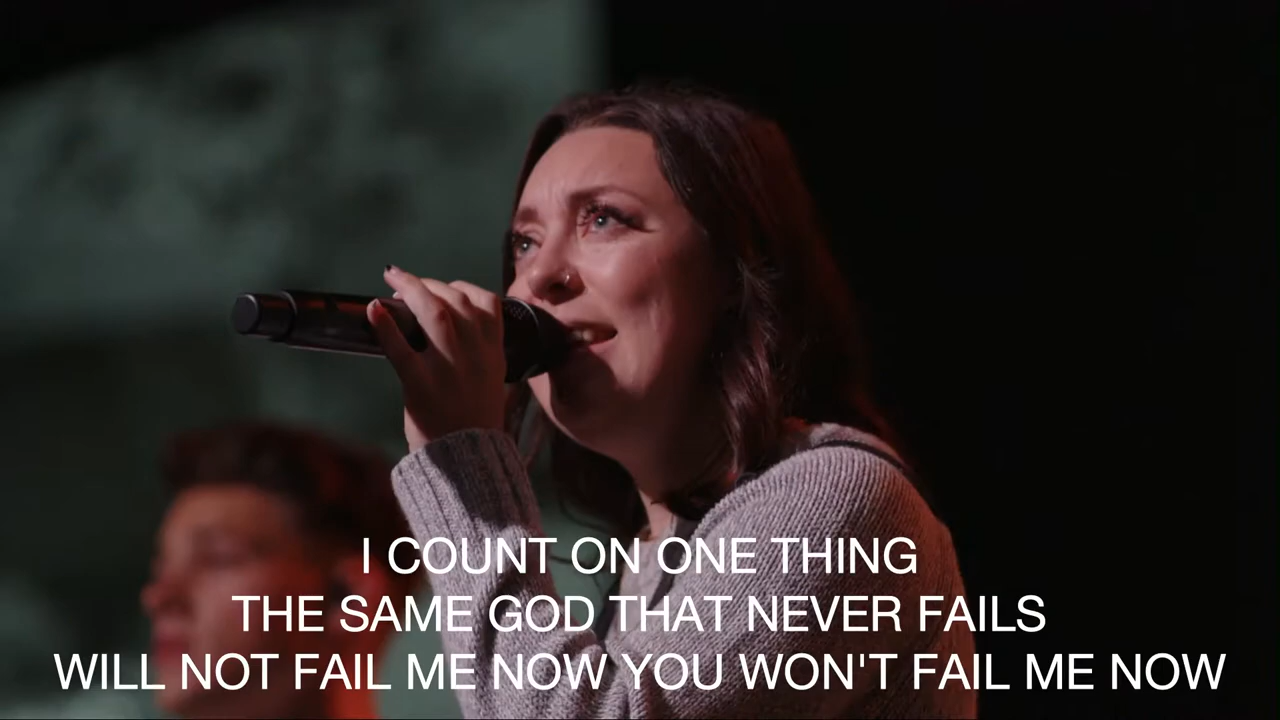 I COUNT ON ONE THING
THE SAME GOD THAT NEVER FAILS
WILL NOT FAIL ME NOW YOU WON'T FAIL ME NOW